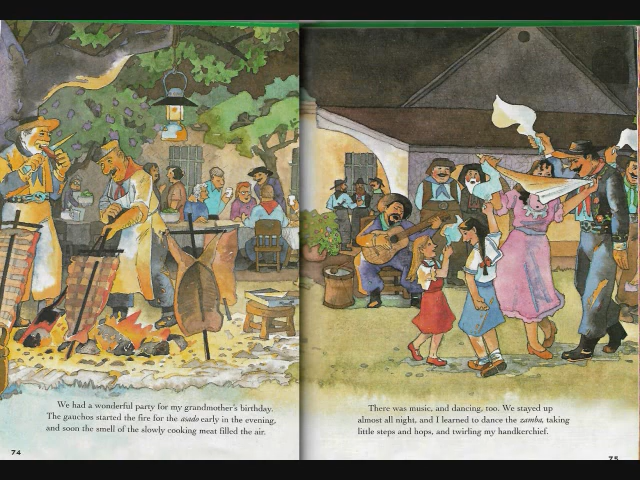 We had a wonderful party for my grandmother's birthday.
The gauchos started the fire for the asado early in the evening,
and soon the smell of the slowly cooking meat filled the air.
74
There was music, and dancing, too. We stayed up
almost all night, and I learned to dance the zamba, taking
little steps and hops, and twirling my handkerchief.
75